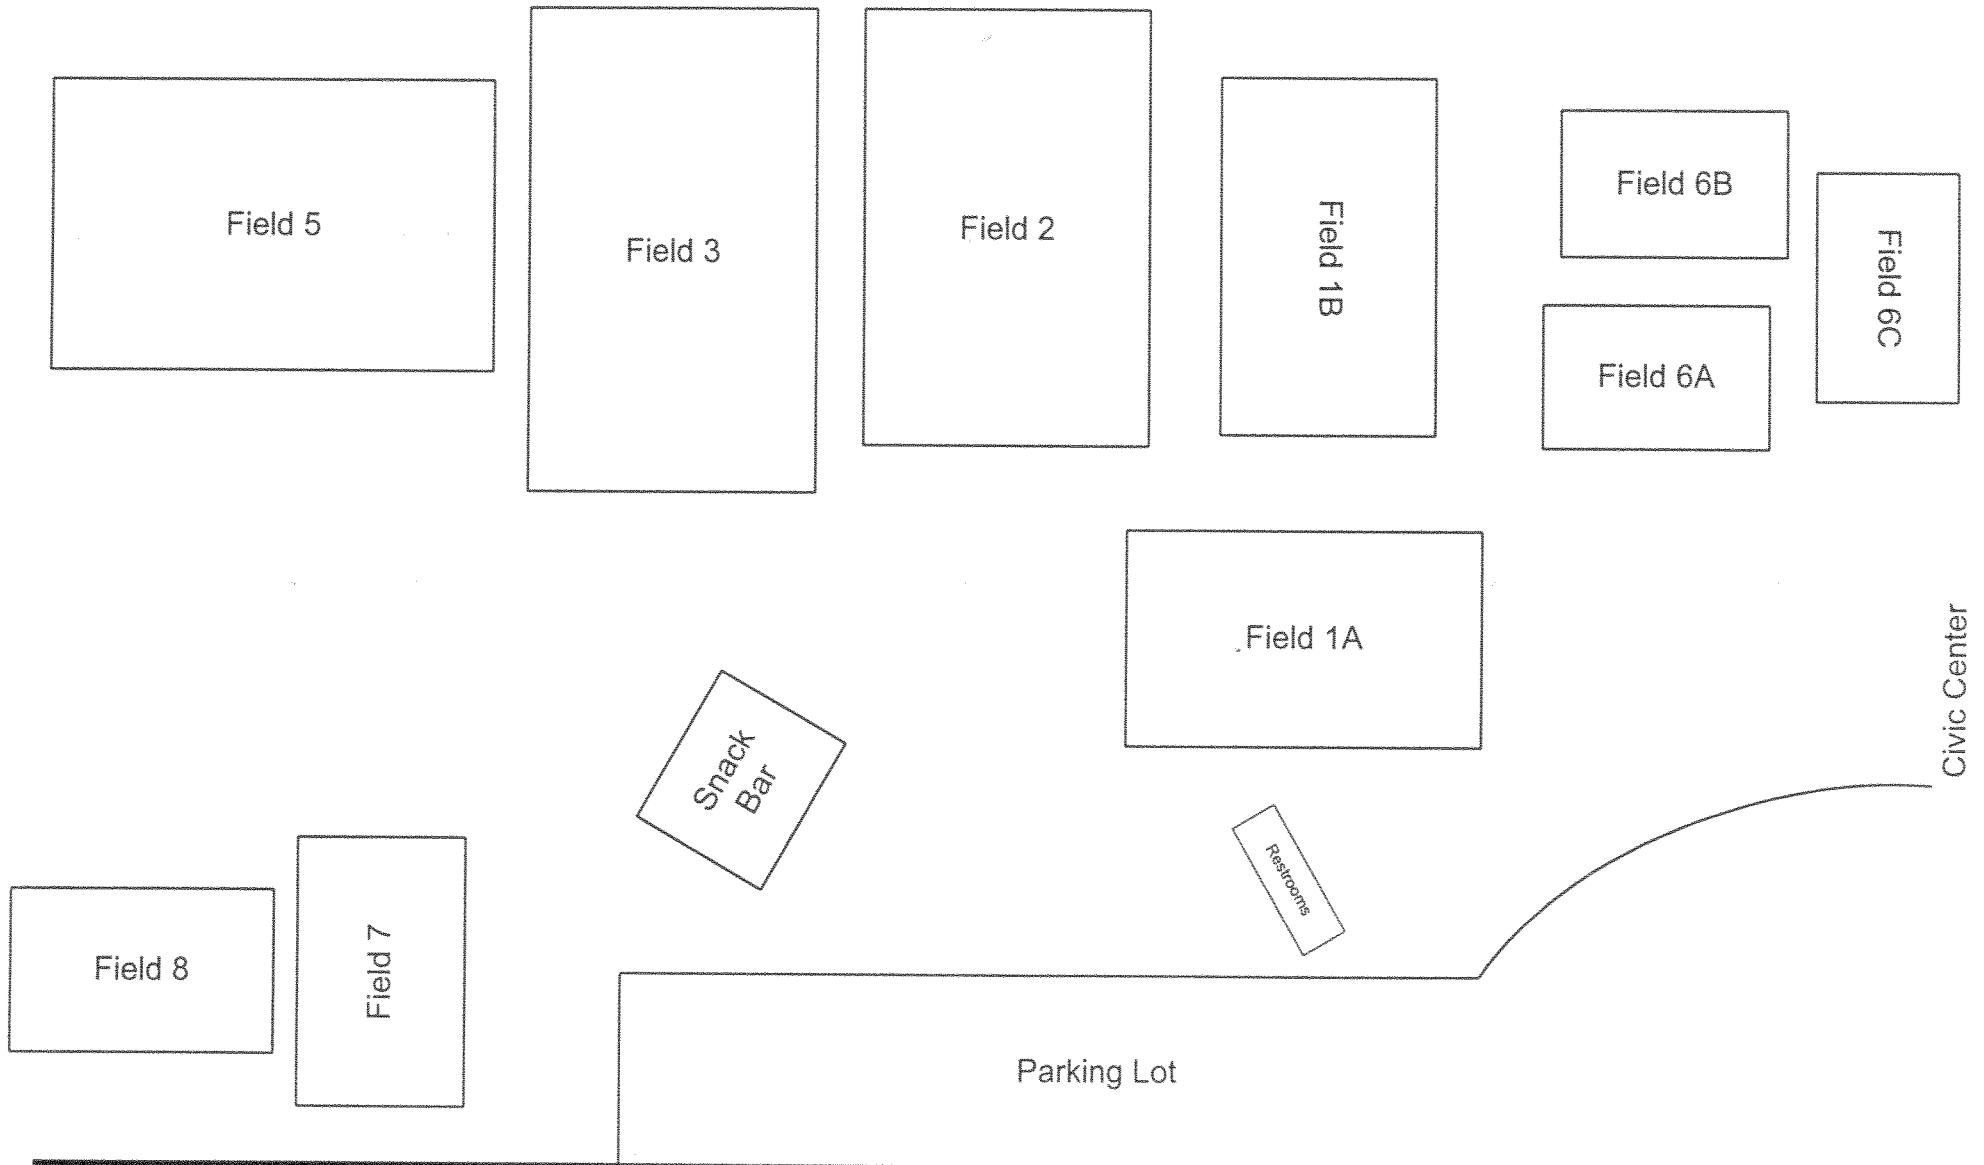 Field 5
Field 3
Field 2
Field 1B
Field 6B
Field 6C
Field 6A
Field 1A
Civic Center
Snack
Bar
Restrooms
Field 8
Field 7
Parking Lot